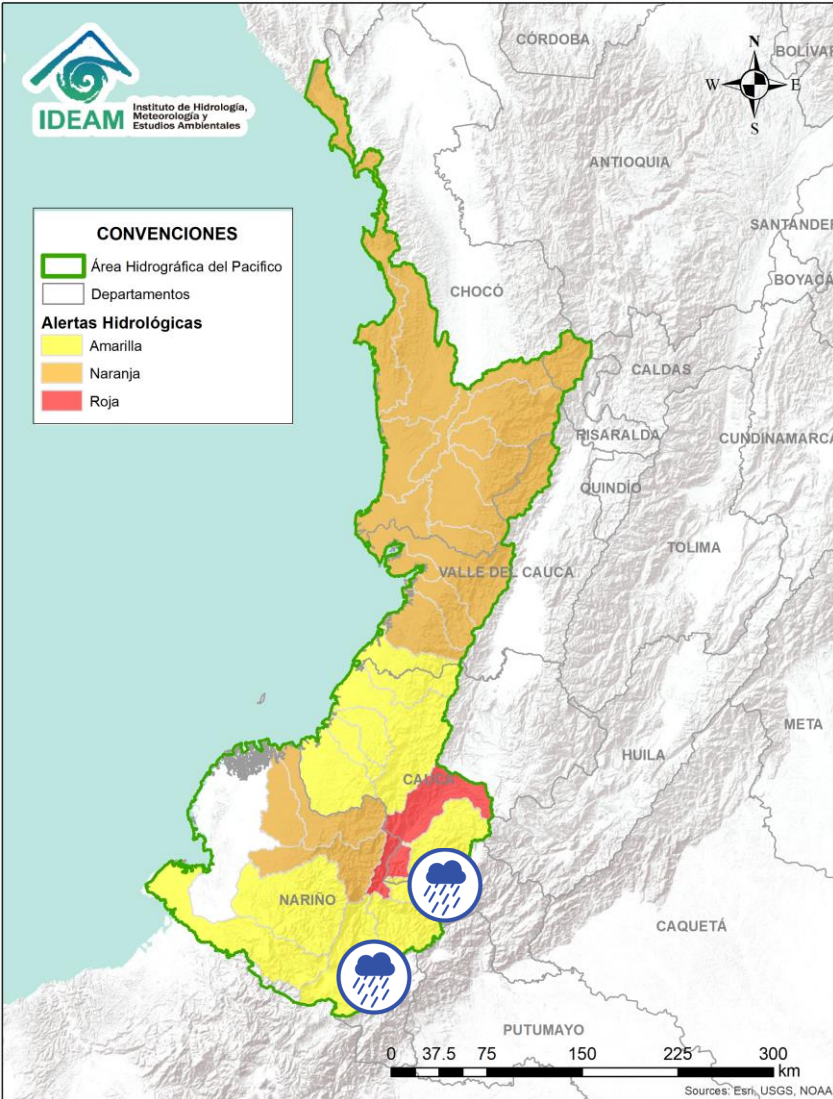 IDEAM
Instituto de Hidrología,
Meteorología y
Estudios Ambientales
CÓRDOBA
BOLÍVAR
N
W
E
S
ANTIOQUIA
SANTANDER
BOYACÁ
CONVENCIONES
Área Hidrográfica del Pacifico
Departamentos
Alertas Hidrológicas
Amarilla
Naranja
Roja
CHOCÓ
CALDAS
RISARALDA
CUNDINAMARCA
QUINDÍO
TOLIMA
VALLE DEL CAUCA
META
HUILA
CAUCA
NARIÑO
CAQUETÁ
PUTUMAYO
0 37.5 75 150 225 300
km
Sources: Esri, USGS, NOAA